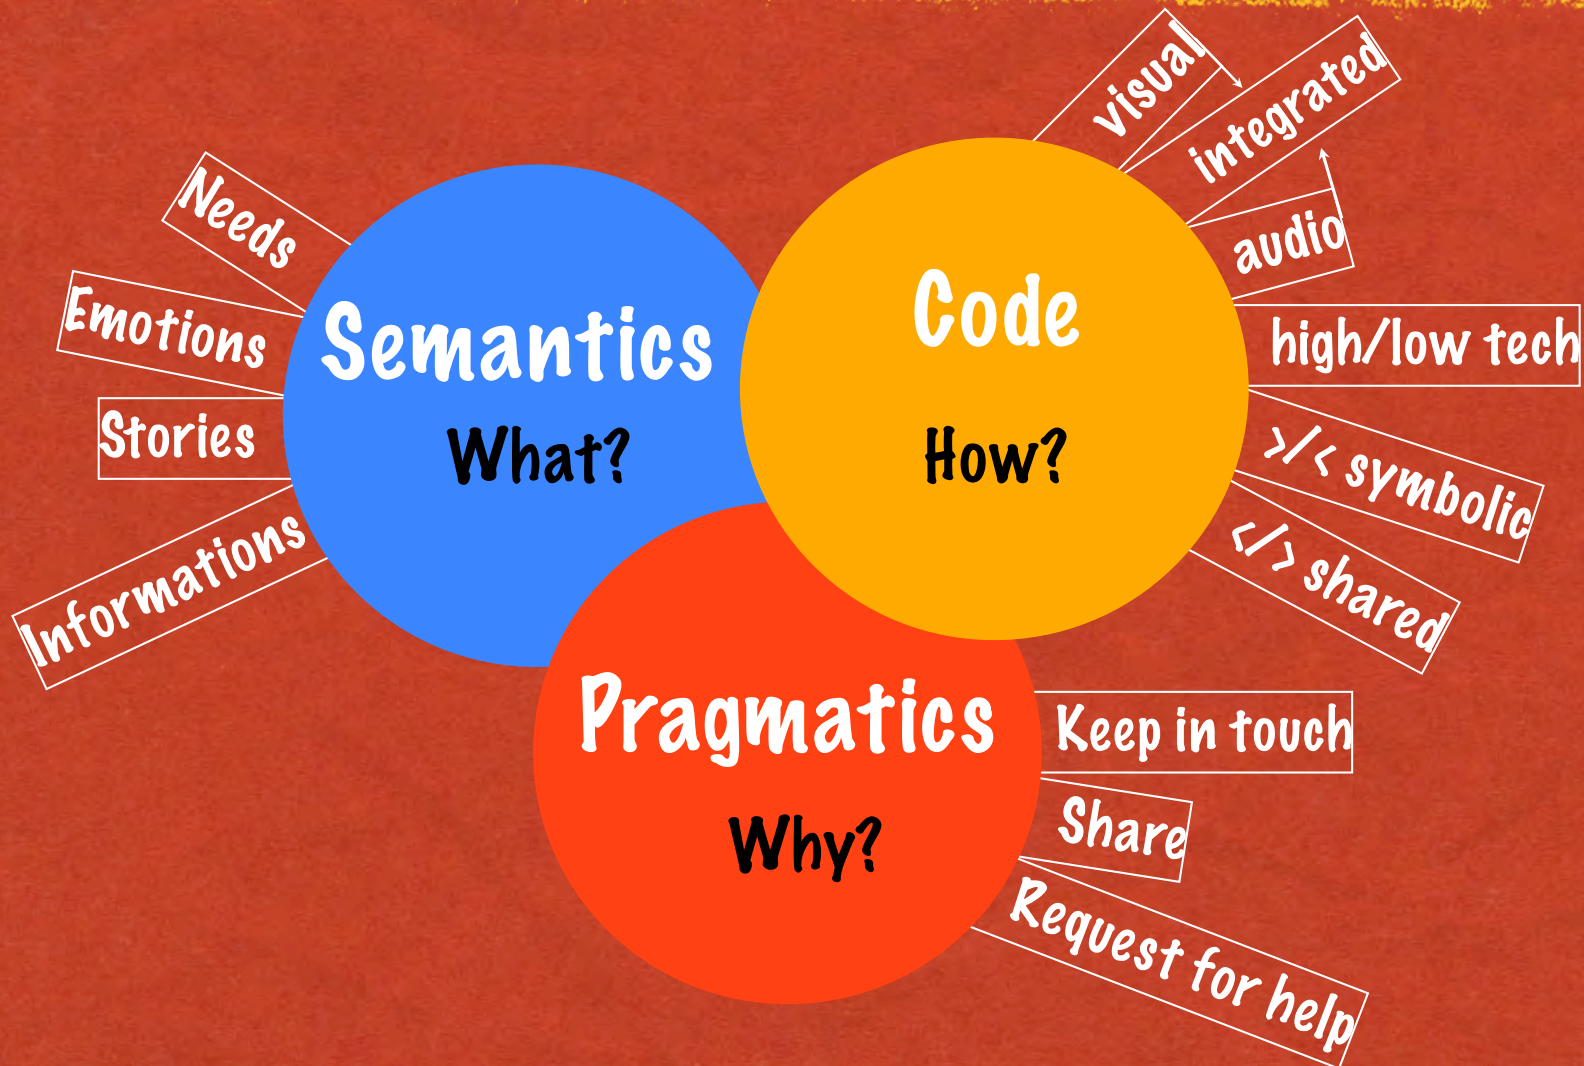 Needs
Emotions
Stories
Informations
Semantics
What?
Code
How?
visual
integrated
audio
high/low tech
>/< symbolic
</> shared
Pragmatics
Why?
Keep in touch
Share
Request for help